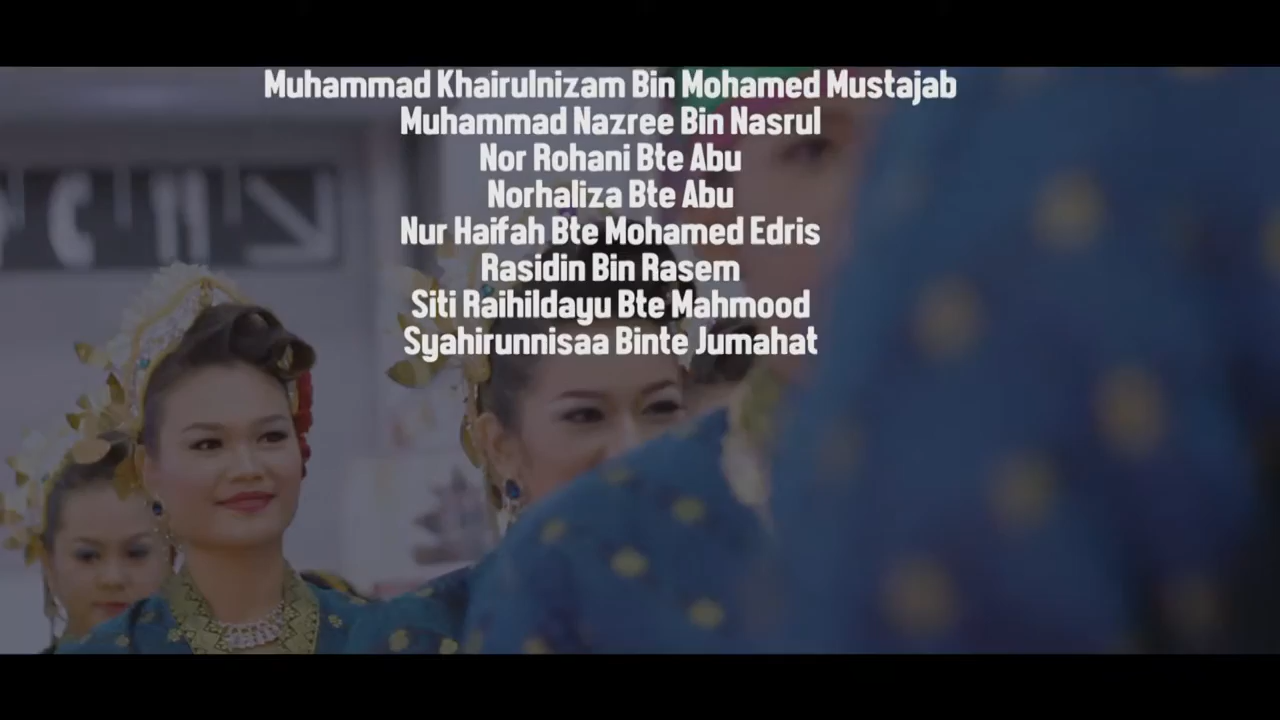 Muhammad Khairulnizam Bin Mohamed Mustajab
Muhammad Nazree Bin Nasrul
Nor Rohani Bte Abu
Norhaliza Bte Abu
Nur Haifah Bte Mohamed Edris
Rasidin Bin Rasem
Siti Raihildayu Bte Mahmood
Syahirunnisaa Binte Jumahat